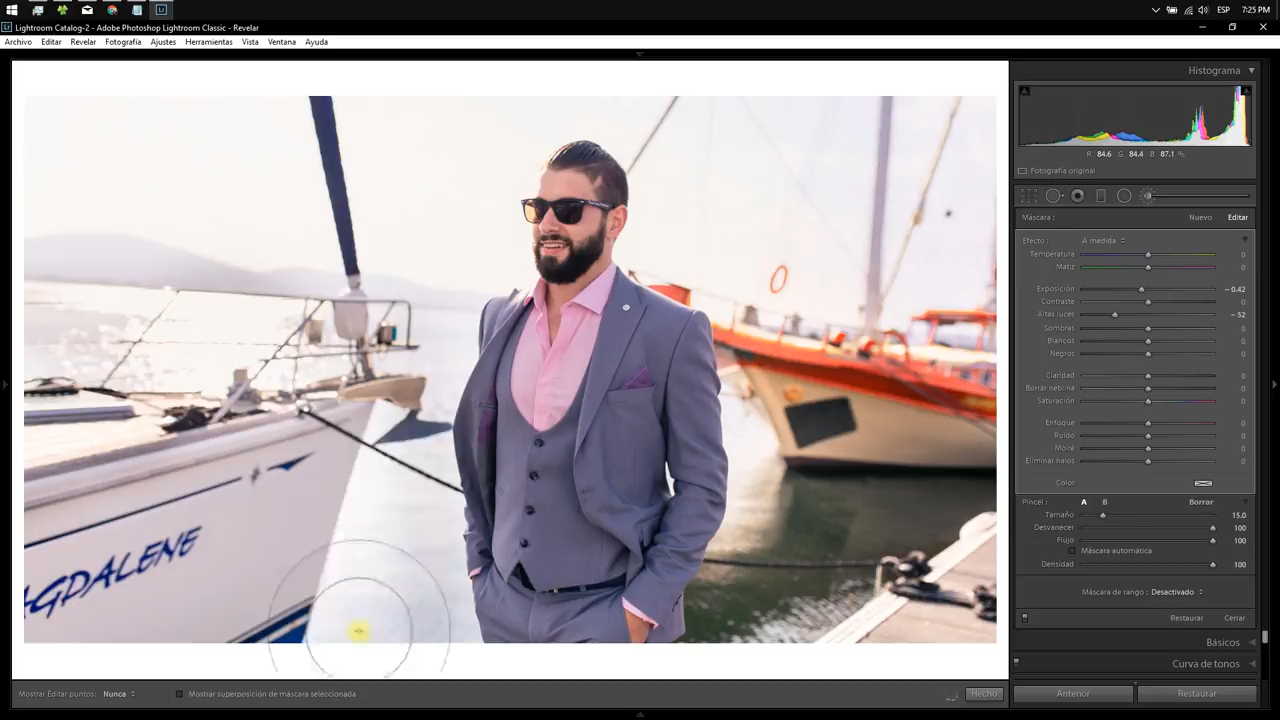 ESP 7:25 PM
Lightroom Catalog-2 - Adobe Photoshop Lightroom Classic - Revelar
Archivo Editar Revelar Fotografía Ajustes Herramientas Vista Ventana Ayuda
Histograma
R 84.6 G 84.4 B 87.1 %
Fotografía original
Máscara : Nuevo Editar
Efecto : A medida
Temperatura 0
Matiz 0
Exposición - 0.42
Contraste 0
Altas luces - 52
Sombras 0
Blancos 0
Negros 0
Claridad 0
Borrar neblina 0
Saturación 0
Enfoque 0
Ruido 0
Moiré 0
Eliminar halos 0
Color
Pincel : A B Borrar
Tamaño 15.0
Desvanecer 100
Flujo 100
Máscara automática
Densidad 100
Máscara de rango : Desactivado
Restaurar Cerrar
Básicos
Curva de tonos
Anterior Restaurar
AGDALENE
Mostrar Editar puntos: Nunca Mostrar superposición de máscara seleccionada Hecho